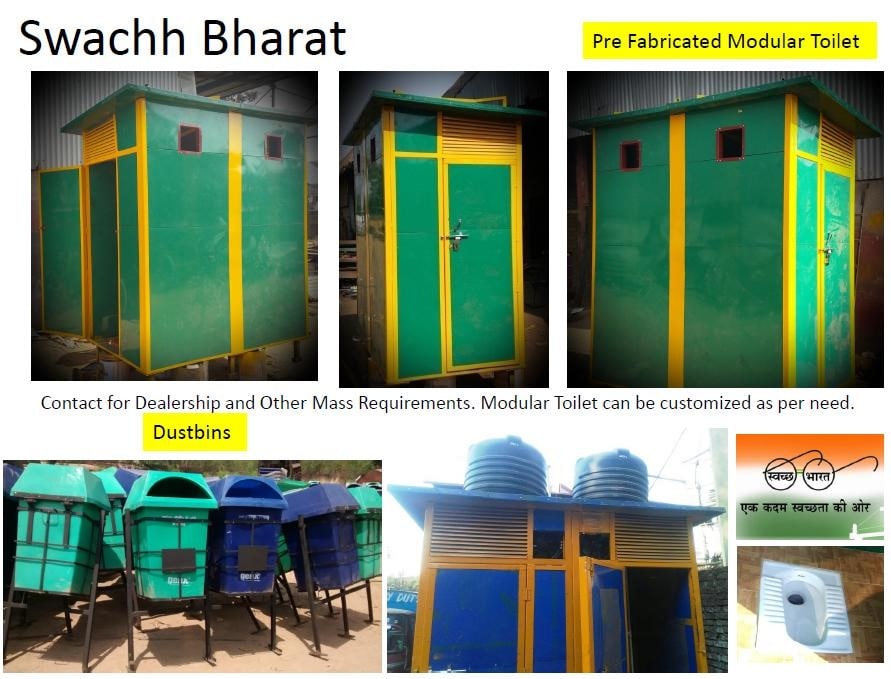 Swachh Bharat
Pre Fabricated Modular Toilet
Contact for Dealership and Other Mass Requirements. Modular Toilet can be customized as per need.
Dustbins
स्वच्छ भारत
एक कदम स्वच्छता की ओर